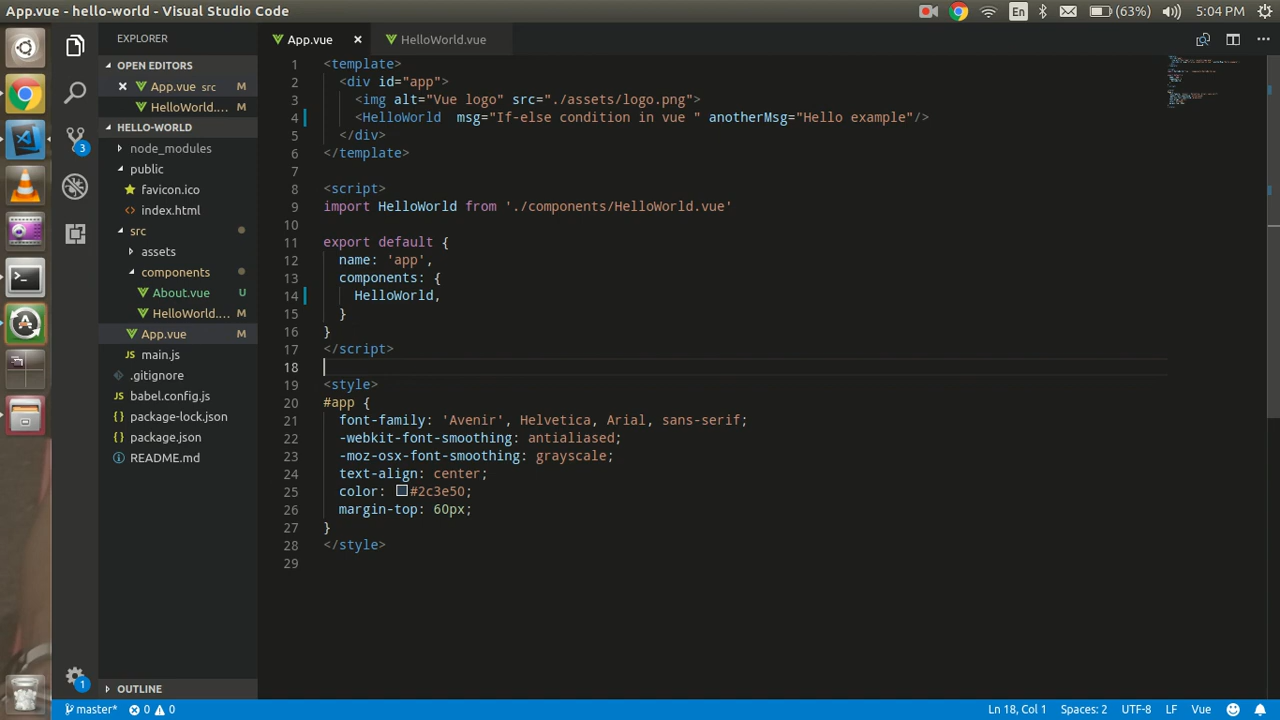 App.vue - hello-world - Visual Studio Code
En
(63%)
5:04 PM
EXPLORER
OPEN EDITORS
App.vue src
HelloWorld....
HELLO-WORLD
node_modules
public
favicon.ico
index.html
src
assets
components
About.vue U
HelloWorld.... M
App.vue M
main.js
.gitignore
babel.config.js
package-lock.json
package.json
README.md
OUTLINE
3
1
App.vue
HelloWorld.vue
1 <template>
2 <div id="app">
3 <img alt="Vue logo" src="./assets/logo.png">
4 <HelloWorld  msg="If-else condition in vue " anotherMsg="Hello example"/>
5 </div>
6 </template>
7
8 <script>
9 import HelloWorld from './components/HelloWorld.vue'
10
11 export default {
12 name: 'app',
13 components: {
14 HelloWorld,
15 }
16 }
17 </script>
18
19 <style>
20 #app {
21 font-family: 'Avenir', Helvetica, Arial, sans-serif;
22 -webkit-font-smoothing: antialiased;
23 -moz-osx-font-smoothing: grayscale;
24 text-align: center;
25 color: #2c3e50;
26 margin-top: 60px;
27 }
28 </style>
29
master* 0 0
Ln 18, Col 1 Spaces: 2 UTF-8 LF Vue